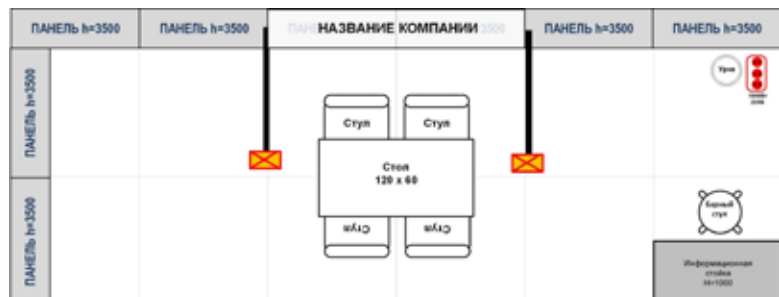 ПАНЕЛЬ h=3500
ПАНЕЛЬ h=3500
НАЗВАНИЕ КОМПАНИИ
ПАНЕЛЬ h=3500
ПАНЕЛЬ h=3500
ПАНЕЛЬ h=3500
Урна
Стул
Стул
Стол
120 x 60
Стул
Стул
ПАНЕЛЬ h=3500
Барный
стул
Информационная
стойка
H=1000